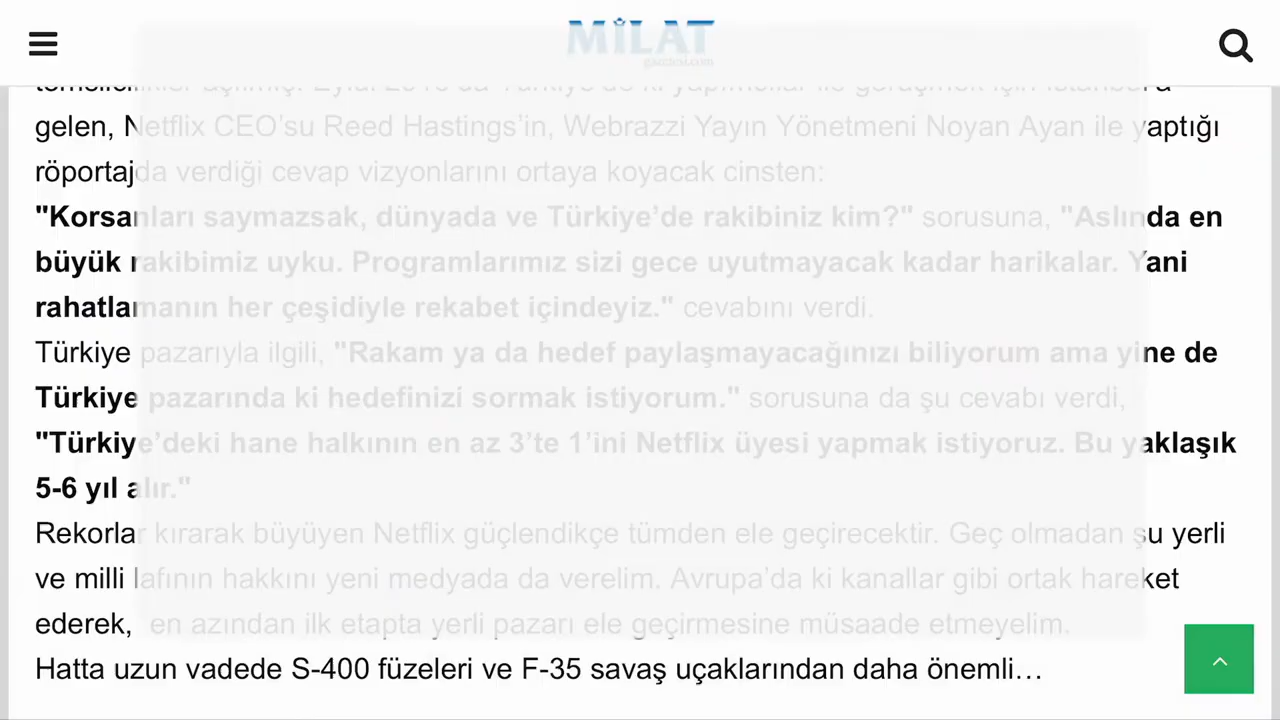 MİLAT
gazetesi.com
gelen, Netflix CEO'su Reed Hastings'in, Webrazzi Yayın Yönetmeni Noyan Ayan ile yaptığı
röportajda verdiği cevap vizyonlarını ortaya koyacak cinsten:
"Korsanları saymazsak, dünyada ve Türkiye'de rakibiniz kim?" sorusuna, "Aslında en
büyük rakibimiz uyku. Programlarımız sizi gece uyutmayacak kadar harikalar. Yani
rahatlamanın her çeşidiyle rekabet içindeyiz." cevabını verdi.
Türkiye pazarıyla ilgili, "Rakam ya da hedef paylaşmayacağınızı biliyorum ama yine de
Türkiye pazarında ki hedefinizi sormak istiyorum." sorusuna da şu cevabı verdi,
"Türkiye'deki hane halkının en az 3'te 1'ini Netflix üyesi yapmak istiyoruz. Bu yaklaşık
5-6 yıl alır."
Rekorlar kırarak büyüyen Netflix güçlendikçe tümden ele geçirecektir. Geç olmadan şu yerli
ve milli lafının hakkını yeni medyada da verelim. Avrupa'da ki kanallar gibi ortak hareket
ederek, en azından ilk etapta yerli pazarı ele geçirmesine müsaade etmeyelim.
Hatta uzun vadede S-400 füzeleri ve F-35 savaş uçaklarından daha önemli…